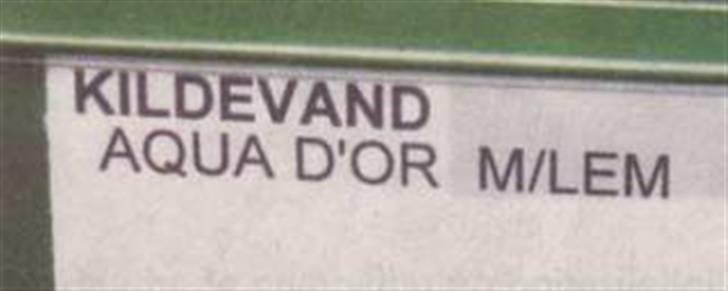 KILDEVAND
AQUA D'OR M/LEM